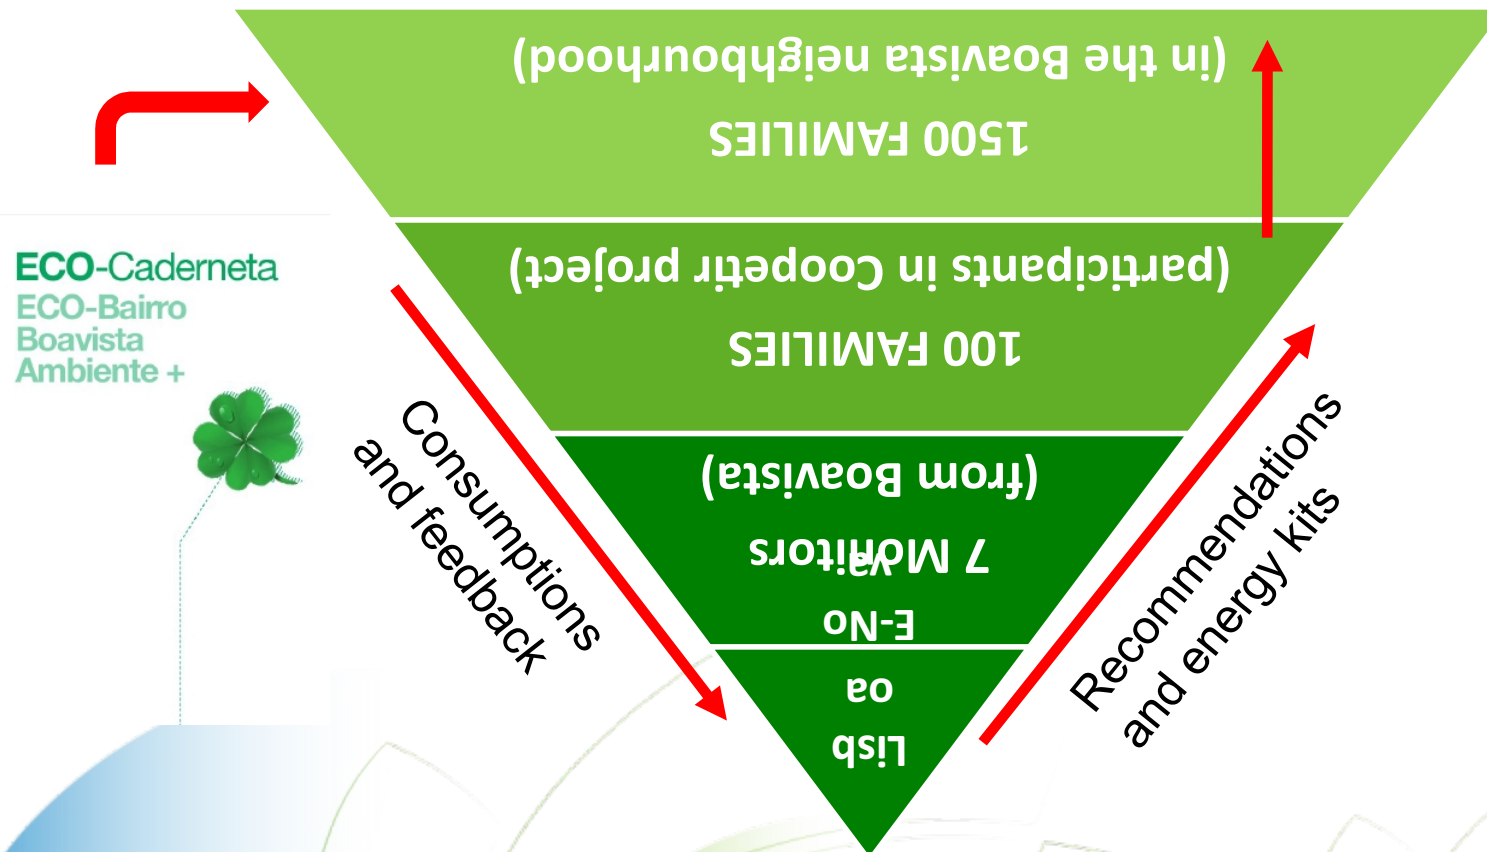 1500 FAMILIES
(in the Boavista neighbourhood)
100 FAMILIES
(participants in Coopetir project)
7 Monitors
(from Boavista)
Lisb
oa
E-No
va
ECO-Caderneta
ECO-Bairro
Boavista
Ambiente +
Consumptions
and feedback
Recommendations
and energy kits